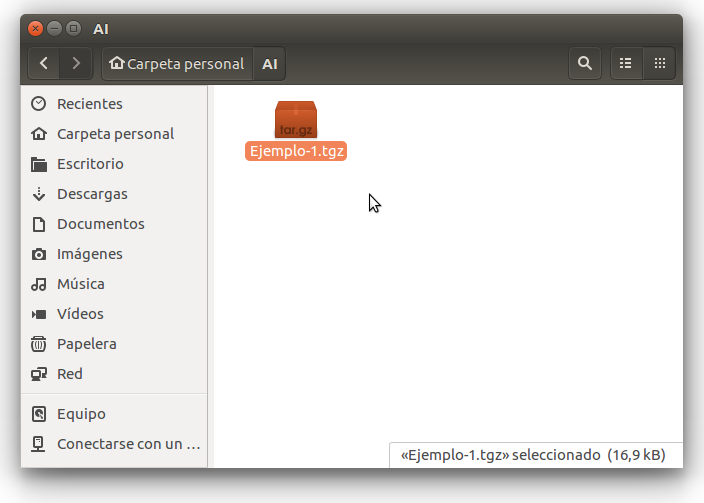 AI
Carpeta personal
AI
Recientes
Carpeta personal
Escritorio
Descargas
Documentos
Imágenes
Música
Vídeos
Papelera
Red
Equipo
Conectarse con un …
tar.gz
Ejemplo-1.tgz
«Ejemplo-1.tgz» seleccionado (16,9 kB)